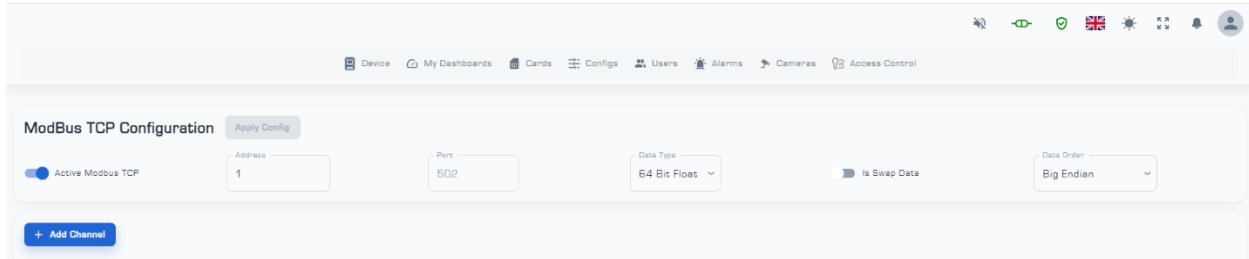 Device My Dashboards Cards Configs Users Alarms Cameras Access Control
ModBus TCP Configuration Apply Config
Address Port Data Type Data Order
Active Modbus TCP 1 502 64 Bit Float Is Swap Data Big Endian
+ Add Channel